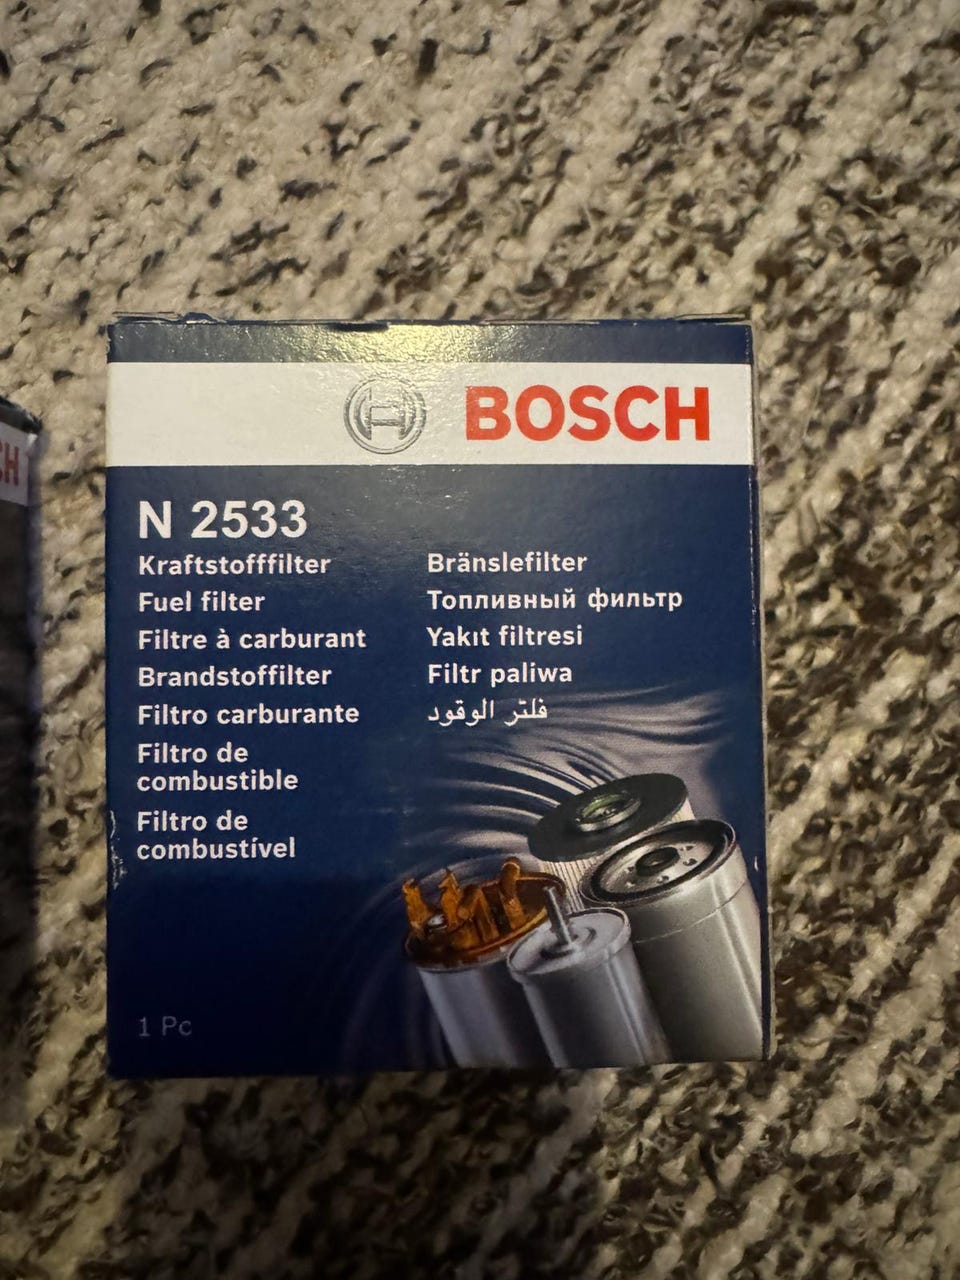 BOSCH
N 2533
Kraftstofffilter
Fuel filter
Filtre à carburant
Brandstoffilter
Filtro carburante
Filtro de
combustible
Filtro de
combustível
Bränslefilter
Топливный фильтр
Yakıt filtresi
Filtr paliwa
فلتر الوقود
1 Pc
CH